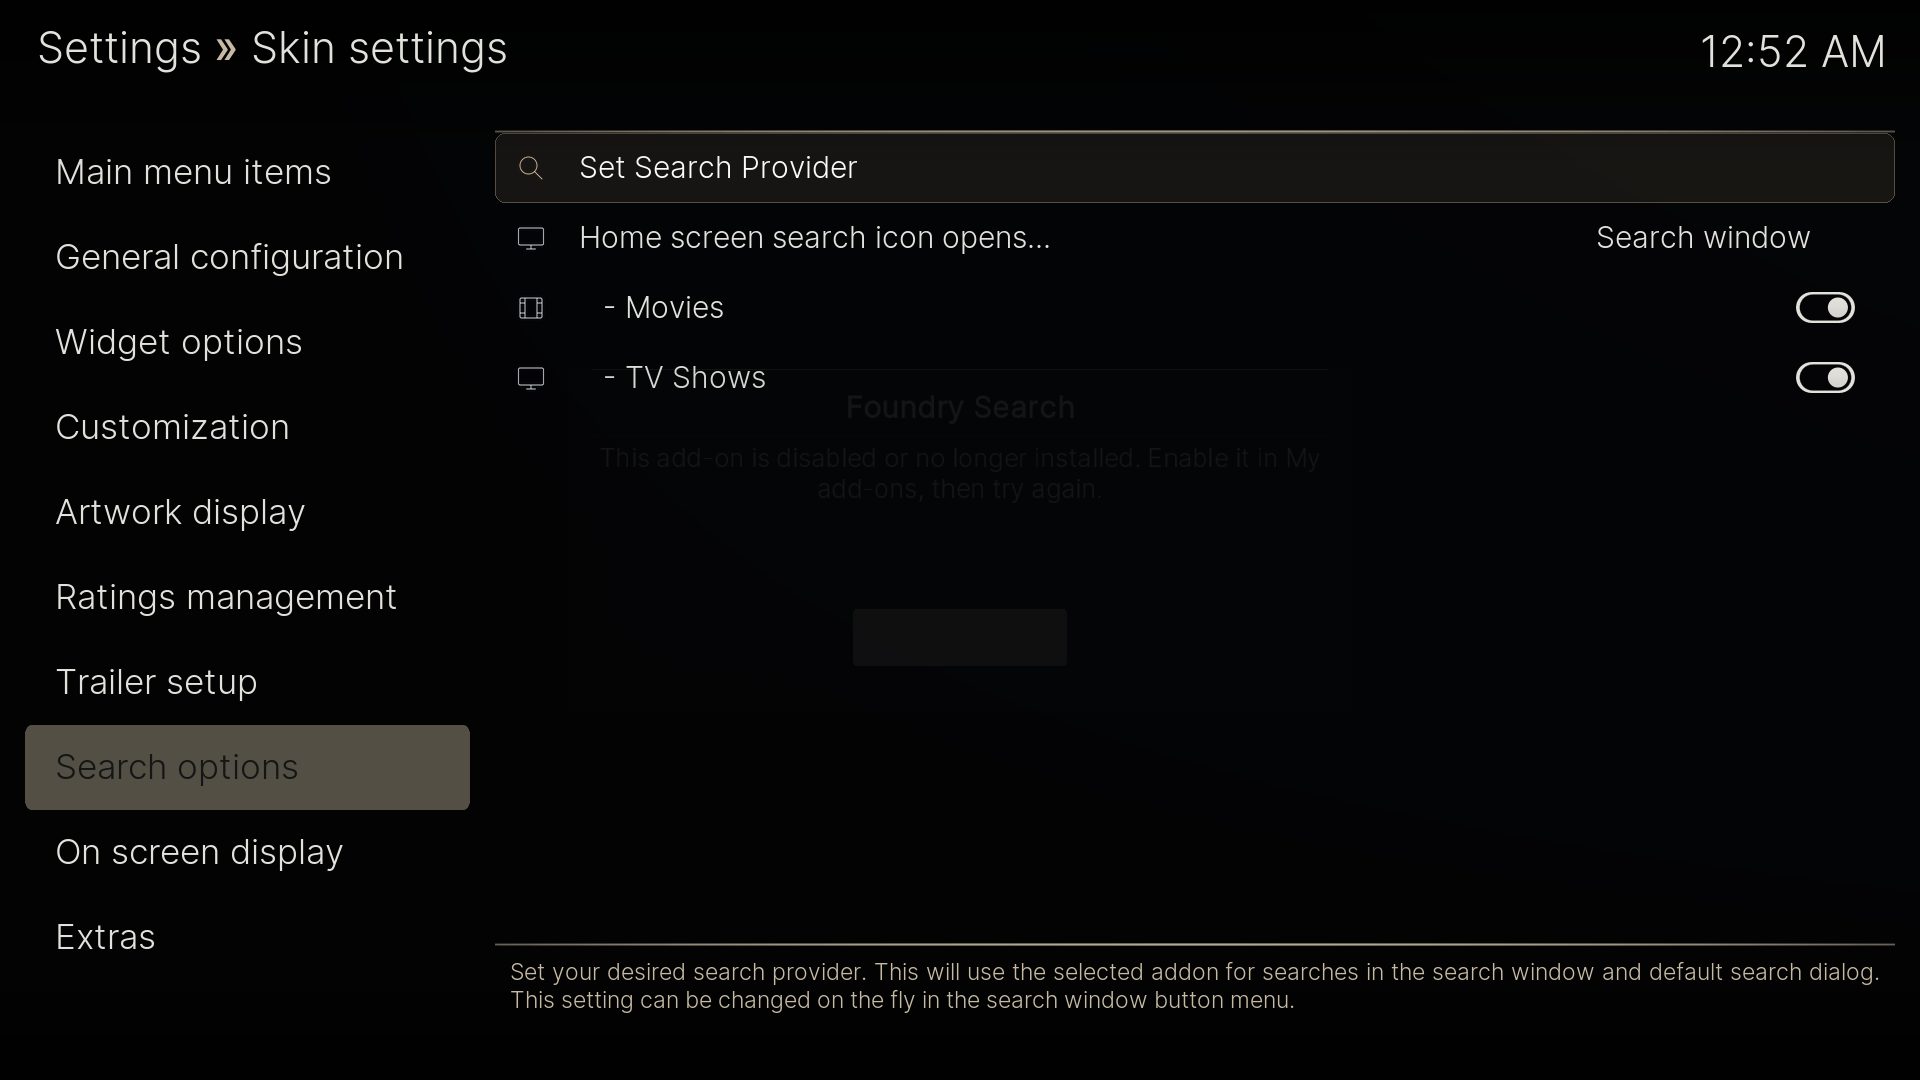 Settings » Skin settings
12:52 AM
Main menu items
General configuration
Widget options
Customization
Artwork display
Ratings management
Trailer setup
Search options
On screen display
Extras
Set Search Provider
Home screen search icon opens...
Search window
- Movies
- TV Shows
Foundry Search
This add-on is disabled or no longer installed. Enable it in My
add-ons, then try again.
Set your desired search provider. This will use the selected addon for searches in the search window and default search dialog.
This setting can be changed on the fly in the search window button menu.